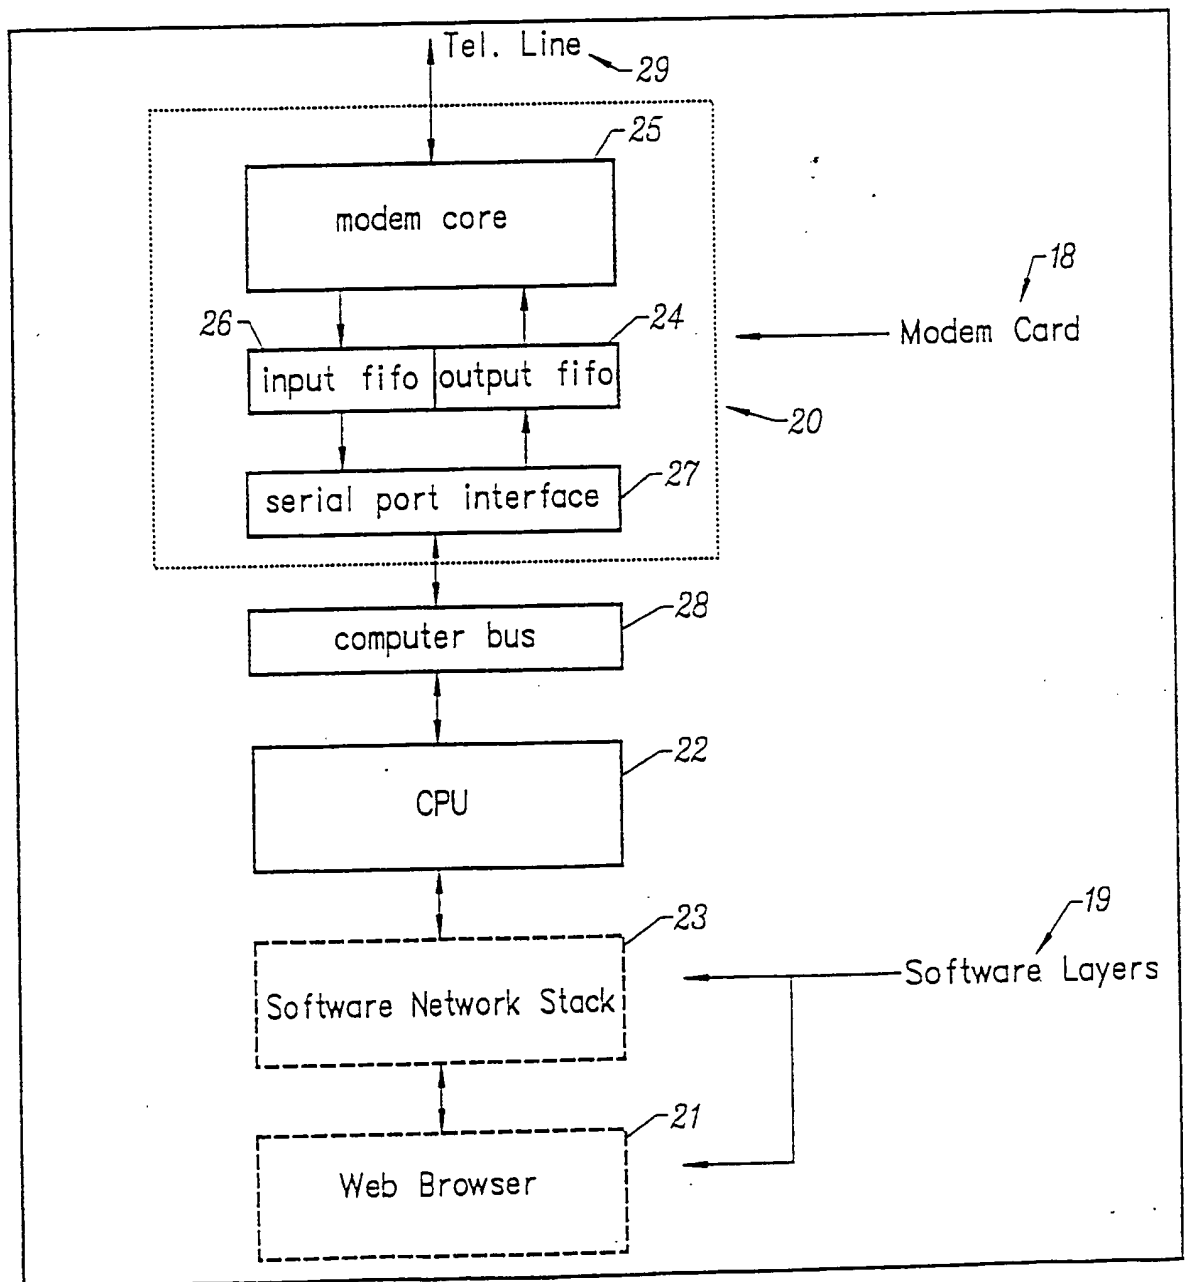 Tel. Line
29
25
modem core
18
26
24
Modem Card
input fifo
output fifo
20
27
serial port interface
28
computer bus
22
CPU
19
23
Software Layers
Software Network Stack
21
Web Browser